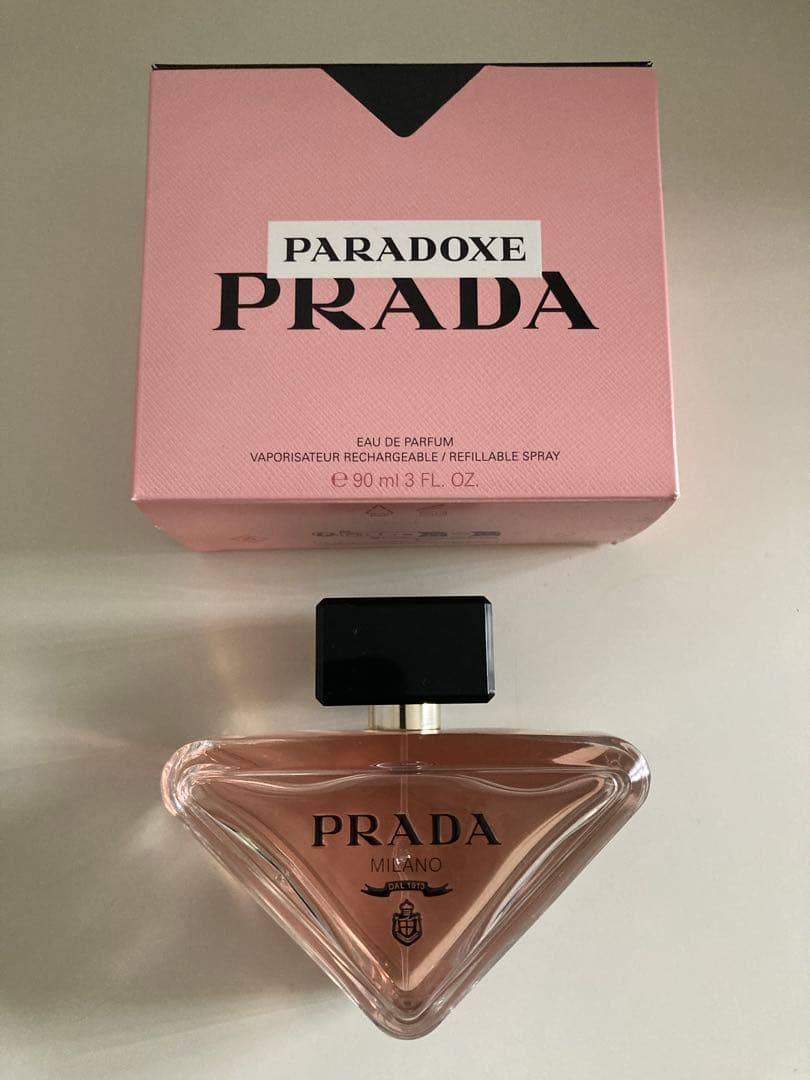 PARADOXE
PRADA
EAU DE PARFUM
VAPORISATEUR RECHARGEABLE / REFILLABLE SPRAY
℮ 90 ml 3 FL. OZ.
PRADA
MILANO
DAL 1913